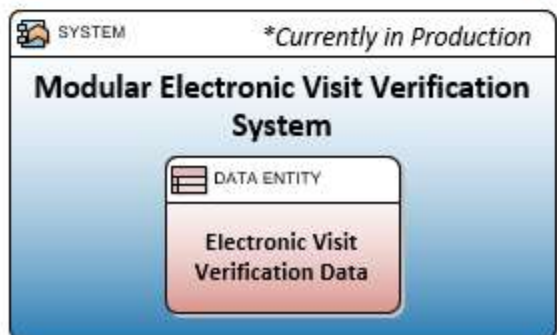 SYSTEM *Currently in Production
Modular Electronic Visit Verification
System
DATA ENTITY
Electronic Visit
Verification Data